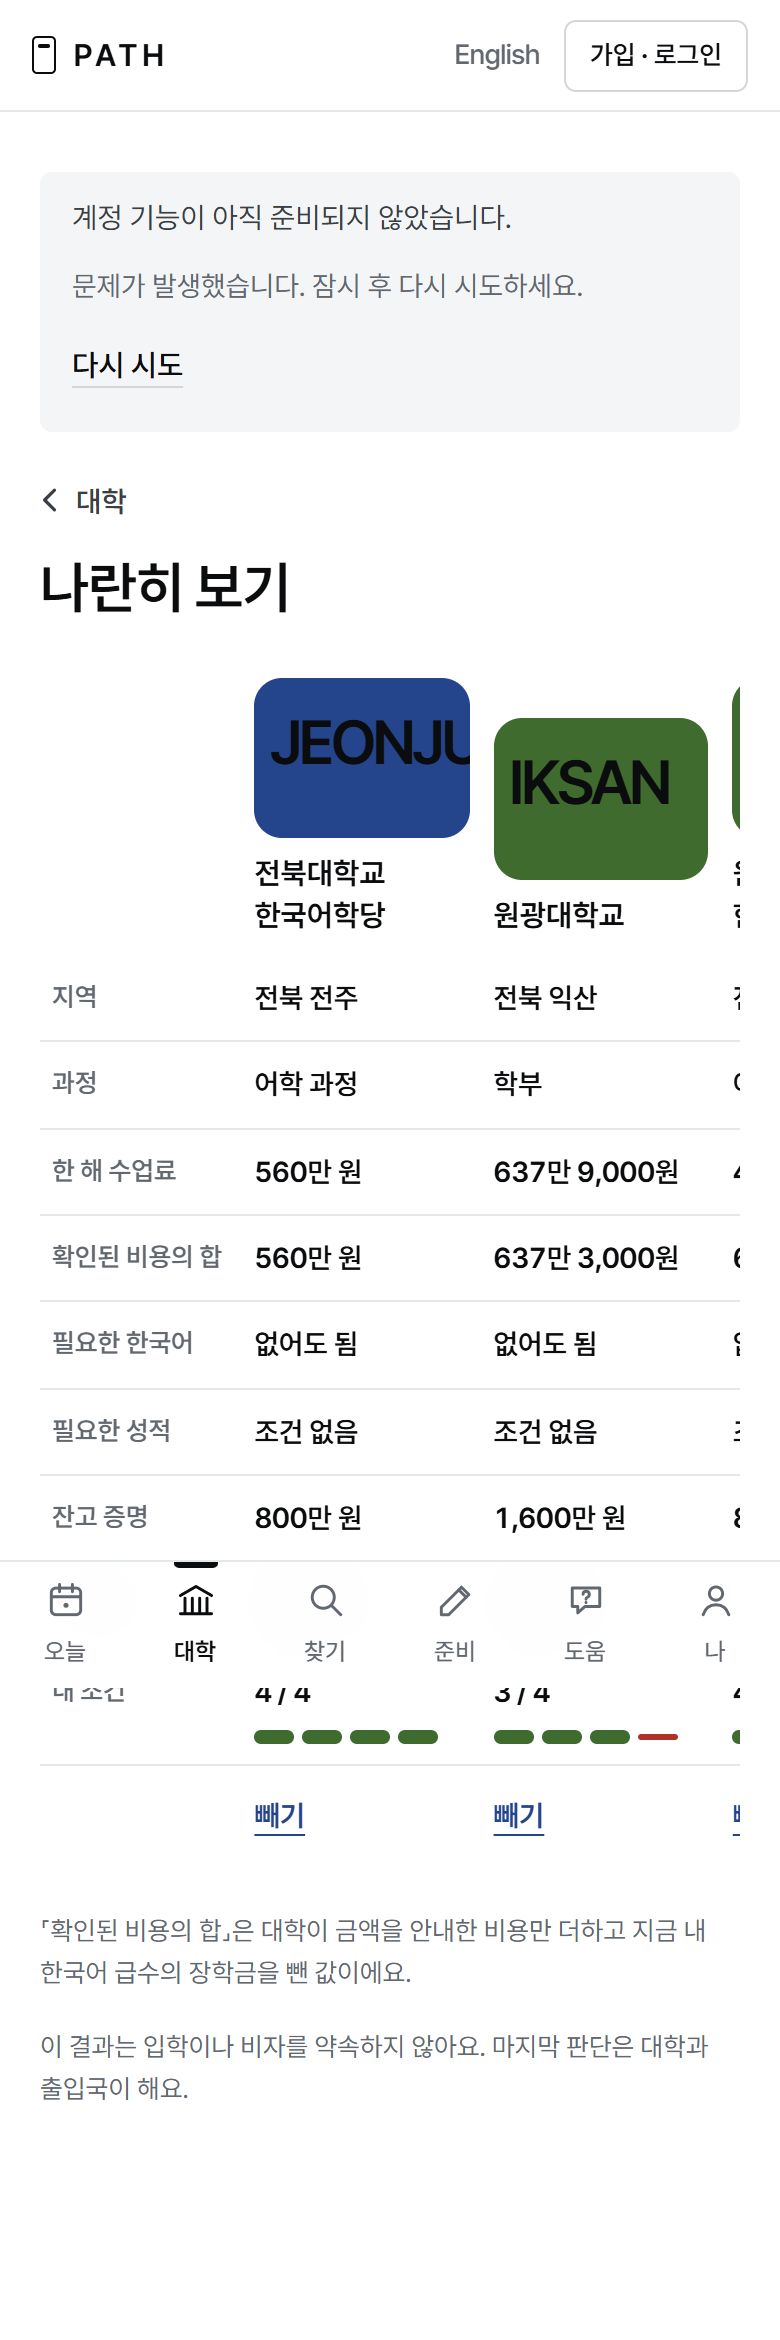 PATH
English
가입 · 로그인
계정 기능이 아직 준비되지 않았습니다.
문제가 발생했습니다. 잠시 후 다시 시도하세요.
다시 시도
대학
나란히 보기
JEONJU
IKSAN
전북대학교
한국어학당
원광대학교
지역 전북 전주 전북 익산
과정 어학 과정 학부
한 해 수업료 560만 원 637만 9,000원
확인된 비용의 합 560만 원 637만 3,000원
필요한 한국어 없어도 됨 없어도 됨
필요한 성적 조건 없음 조건 없음
잔고 증명 800만 원 1,600만 원
오늘 대학 찾기 준비 도움 나
내 조건 4 / 4 3 / 4
빼기 빼기
「확인된 비용의 합」은 대학이 금액을 안내한 비용만 더하고 지금 내
한국어 급수의 장학금을 뺀 값이에요.
이 결과는 입학이나 비자를 약속하지 않아요. 마지막 판단은 대학과
출입국이 해요.